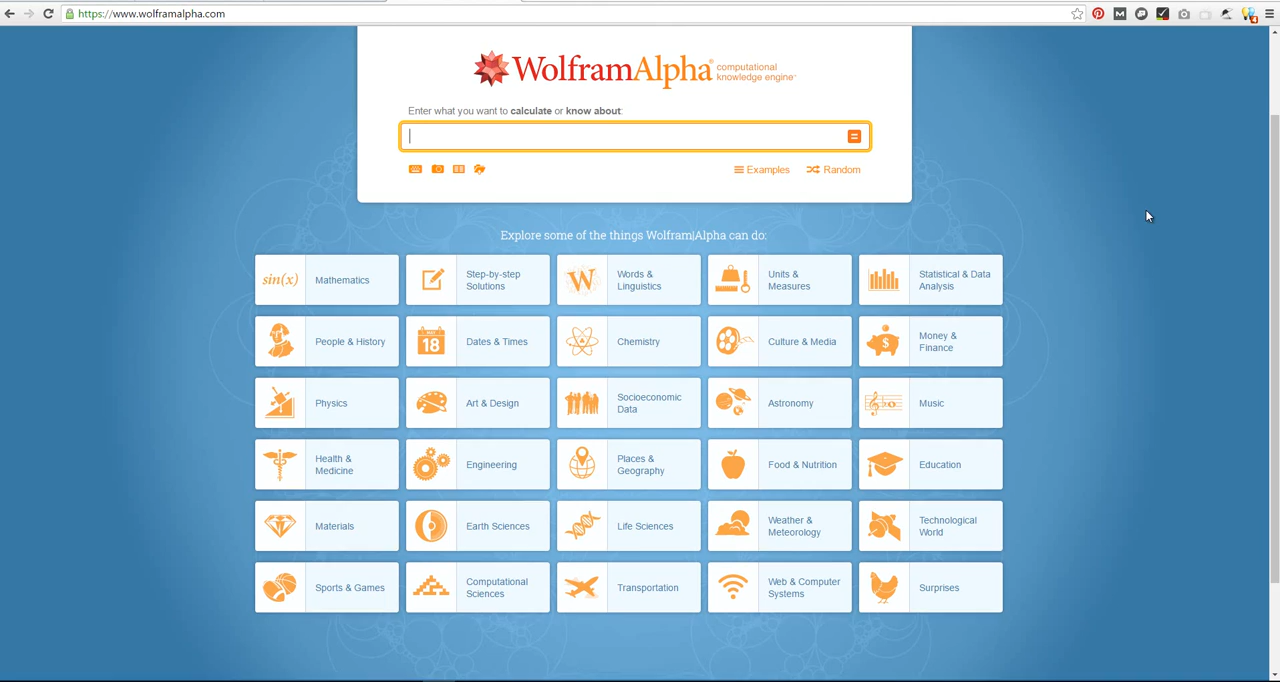 https://www.wolframalpha.com
WolframAlpha computational knowledge engine
Enter what you want to calculate or know about:
Examples Random
Explore some of the things Wolfram|Alpha can do:
sin(x) Mathematics
Step-by-step Solutions
W Words & Linguistics
Units & Measures
Statistical & Data Analysis
People & History
18 Dates & Times
Chemistry
Culture & Media
$ Money & Finance
Physics
Art & Design
Socioeconomic Data
Astronomy
Music
Health & Medicine
Engineering
Places & Geography
Food & Nutrition
Education
Materials
Earth Sciences
Life Sciences
Weather & Meteorology
Technological World
Sports & Games
Computational Sciences
Transportation
Web & Computer Systems
Surprises